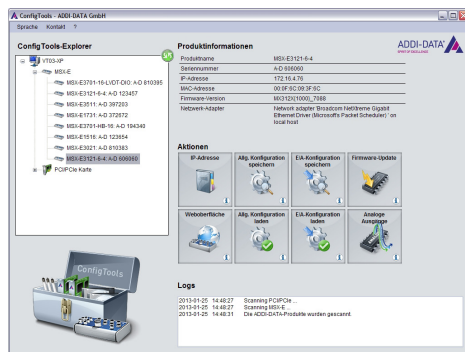 ConfigTools - ADDI-DATA GmbH
Sprache Kontakt ?
ConfigTools-Explorer
VT03-XP
MSX-E
MSX-E3701-16-LVDT-DIO: A-D 810395
MSX-E3121-6-4: A-D 123457
MSX-E3511: A-D 397203
MSX-E1731: A-D 372672
MSX-E3701-HB-16: A-D 194340
MSX-E1516: A-D 123654
MSX-E3021: A-D 810383
MSX-E3121-6-4: A-D 606060
PCI/PCIe Karte
ConfigTools
Produktinformationen
ADDI-DATA
SPIRIT OF EXCELLENCE
Produktname MSX-E3121-6-4
Seriennummer A-D 606060
IP-Adresse 172.16.4.76
MAC-Adresse 00:0F:6C:09:3F:6C
Firmware-Version MX312X|1000|_7088
Netzwerk-Adapter Network adapter 'Broadcom NetXtreme Gigabit
Ethernet Driver (Microsoft's Packet Scheduler) ' on
local host
Aktionen
IP-Adresse
Allg. Konfiguration
speichern
E/A-Konfiguration
speichern
Firmware-Update
Weboberfläche
Allg. Konfiguration
laden
E/A-Konfiguration
laden
Analoge
Ausgänge
Logs
2013-01-25 14:48:27 Scanning PCI/PCIe ...
2013-01-25 14:48:27 Scanning MSX-E ...
2013-01-25 14:48:31 Die ADDI-DATA-Produkte wurden gescannt.